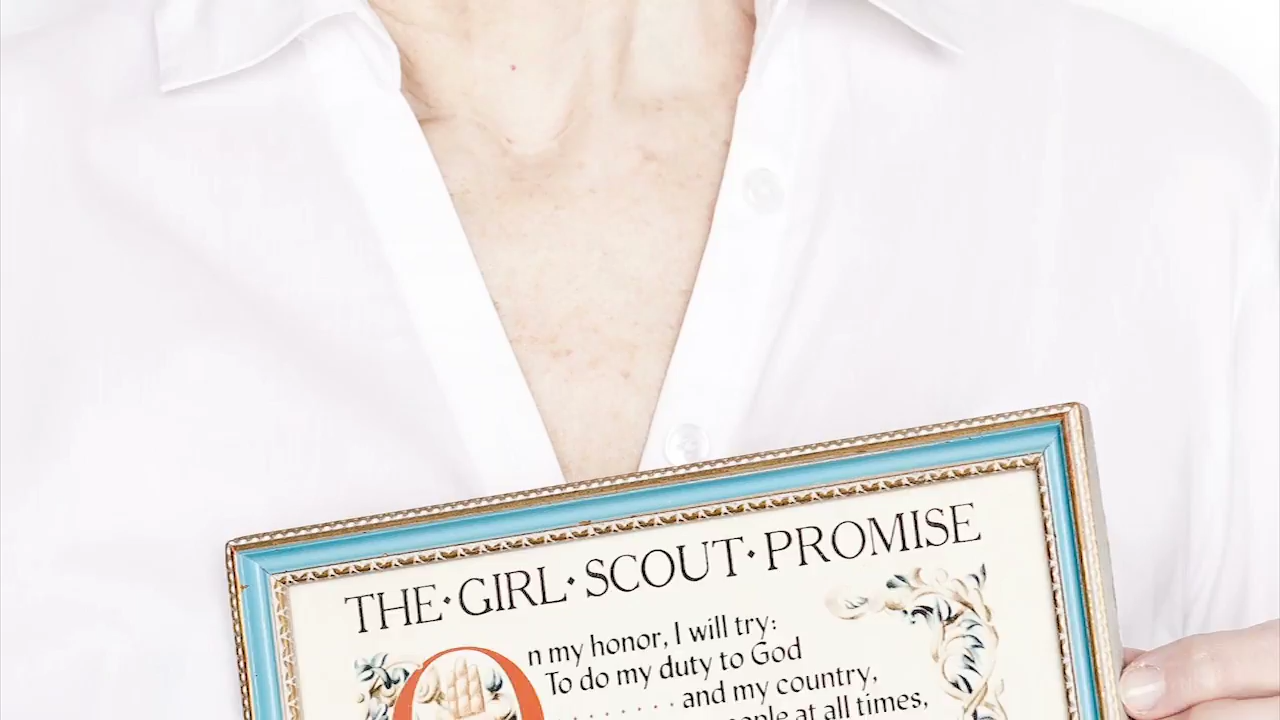 THE·GIRL·SCOUT·PROMISE
On my honor, I will try:
To do my duty to God
........ and my country,
at all times,